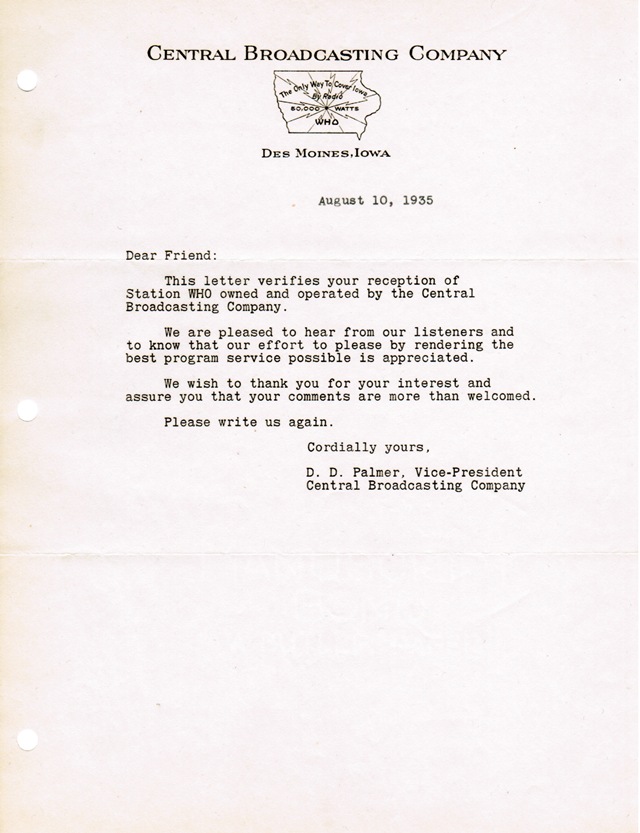 CENTRAL BROADCASTING COMPANY
The Only Way To Cover Iowa
By Radio
50,000 WATTS
WHO
DES MOINES, IOWA
August 10, 1935
Dear Friend:
This letter verifies your reception of
Station WHO owned and operated by the Central
Broadcasting Company.
We are pleased to hear from our listeners and
to know that our effort to please by rendering the
best program service possible is appreciated.
We wish to thank you for your interest and
assure you that your comments are more than welcomed.
Please write us again.
Cordially yours,
D. D. Palmer, Vice-President
Central Broadcasting Company